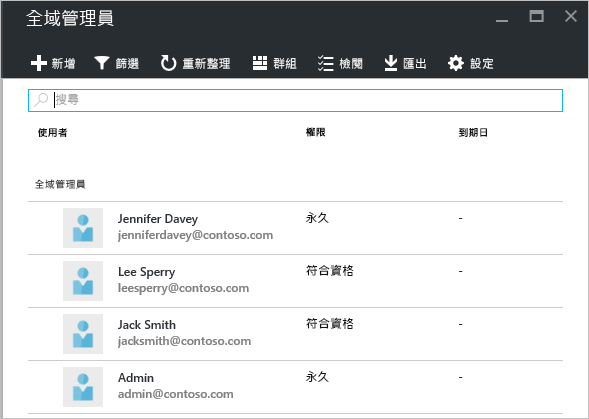 全域管理員
新增 篩選 重新整理 群組 檢閱 匯出 設定
搜尋
使用者 權限 到期日
全域管理員
Jennifer Davey 永久 -
jenniferdavey@contoso.com
Lee Sperry 符合資格 -
leesperry@contoso.com
Jack Smith 符合資格 -
jacksmith@contoso.com
Admin 永久 -
admin@contoso.com